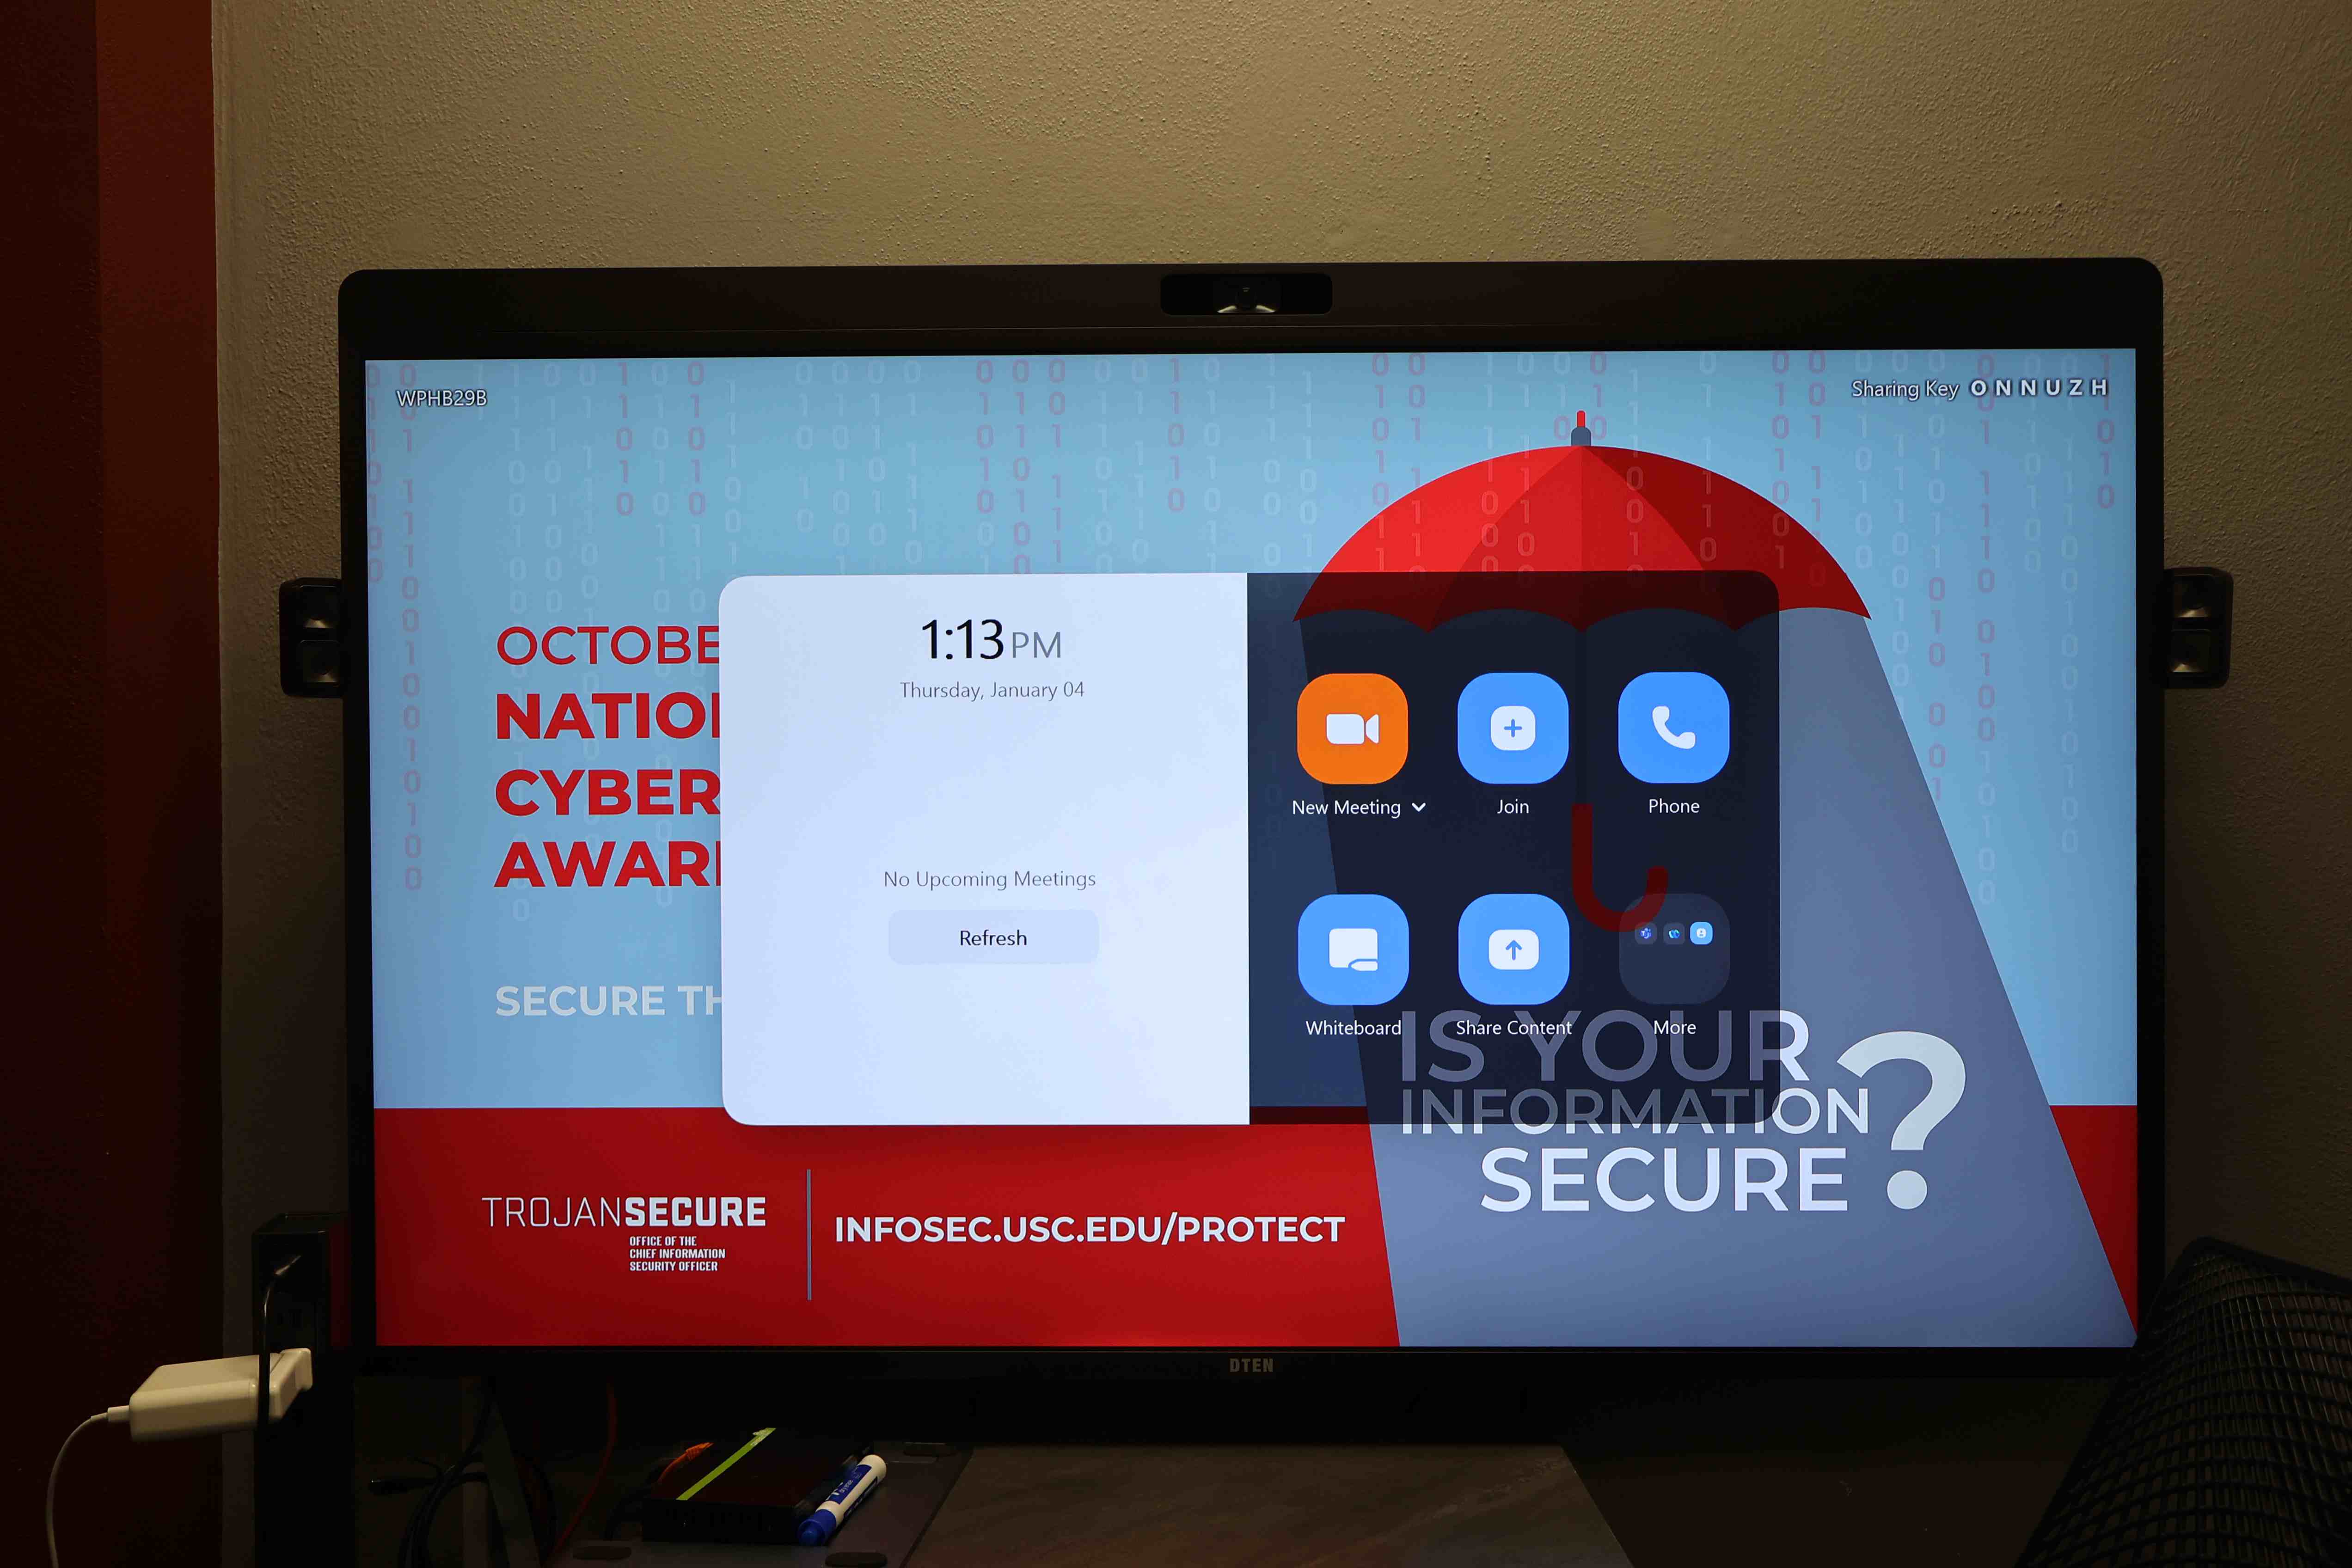 WPHB29B
Sharing Key ONNUZH
OCTOBE
NATIO
CYBER
AWAR
SECURE TH
1:13 PM
Thursday, January 04
No Upcoming Meetings
Refresh
New Meeting
Join
Phone
Whiteboard
Share Content
More
IS YOUR
INFORMATION
SECURE?
TROJANSECURE
OFFICE OF THE
CHIEF INFORMATION
SECURITY OFFICER
INFOSEC.USC.EDU/PROTECT
DTEN